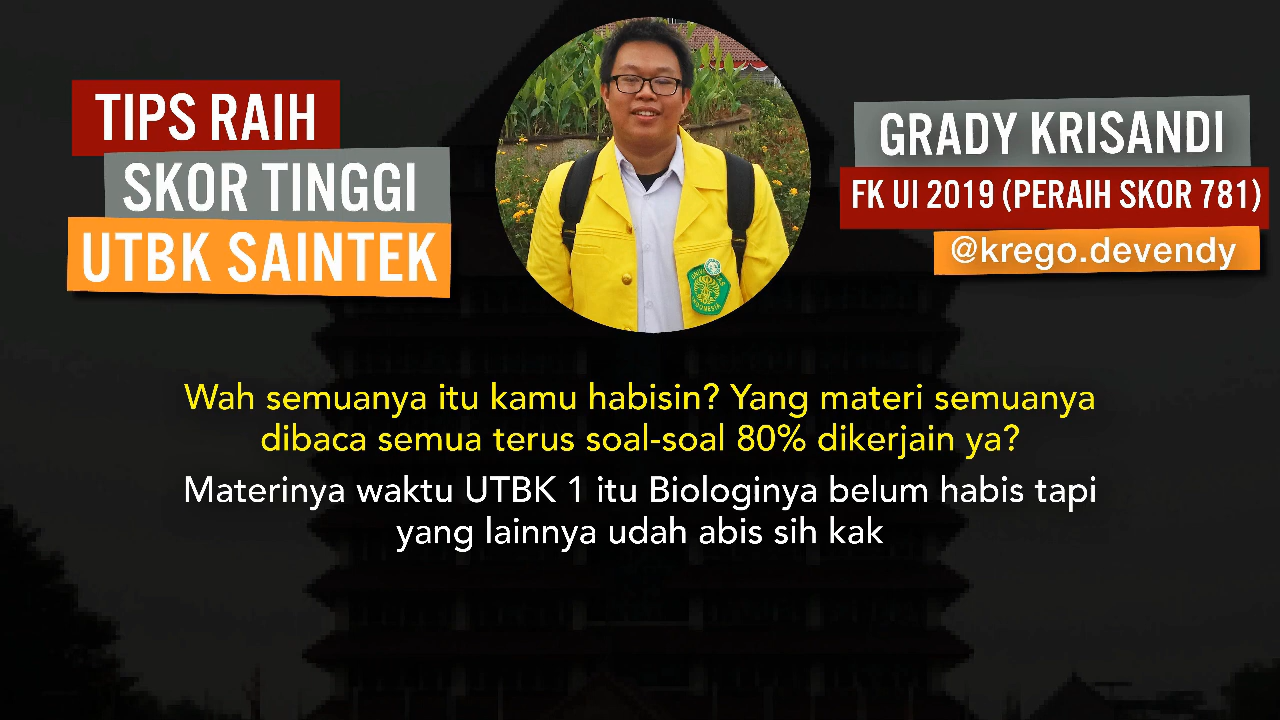 TIPS RAIH
SKOR TINGGI
UTBK SAINTEK
GRADY KRISANDI
FK UI 2019 (PERAIH SKOR 781)
@krego.devendy
Wah semuanya itu kamu habisin? Yang materi semuanya
dibaca semua terus soal-soal 80% dikerjain ya?
Materinya waktu UTBK 1 itu Biologinya belum habis tapi
yang lainnya udah abis sih kak